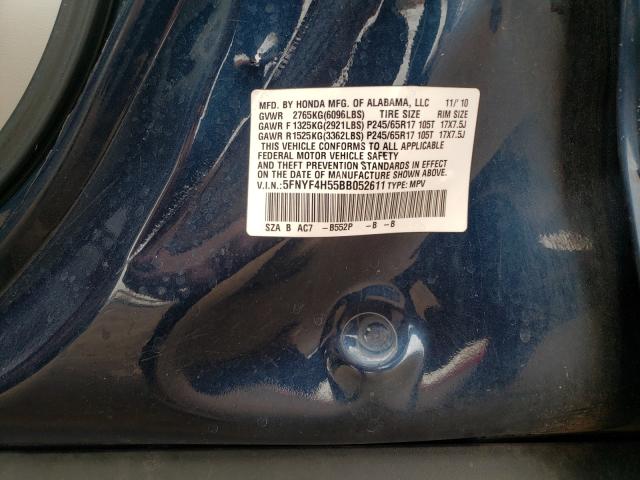 MFD. BY HONDA MFG. OF ALABAMA, LLC 11/'10
GVWR 2765KG(6096LBS) TIRE SIZE RIM SIZE
GAWR F 1325KG(2921LBS) P245/65R17 105T 17X7.5J
GAWR R 1525KG(3362LBS) P245/65R17 105T 17X7.5J
THIS VEHICLE CONFORMS TO ALL APPLICABLE
FEDERAL MOTOR VEHICLE SAFETY
AND THEFT PREVENTION STANDARDS IN EFFECT
ON THE DATE OF MANUFACTURE SHOWN ABOVE.
V.I.N.: 5FNYF4H55BB052611 TYPE: MPV
SZA B AC7 -B552P -B -B